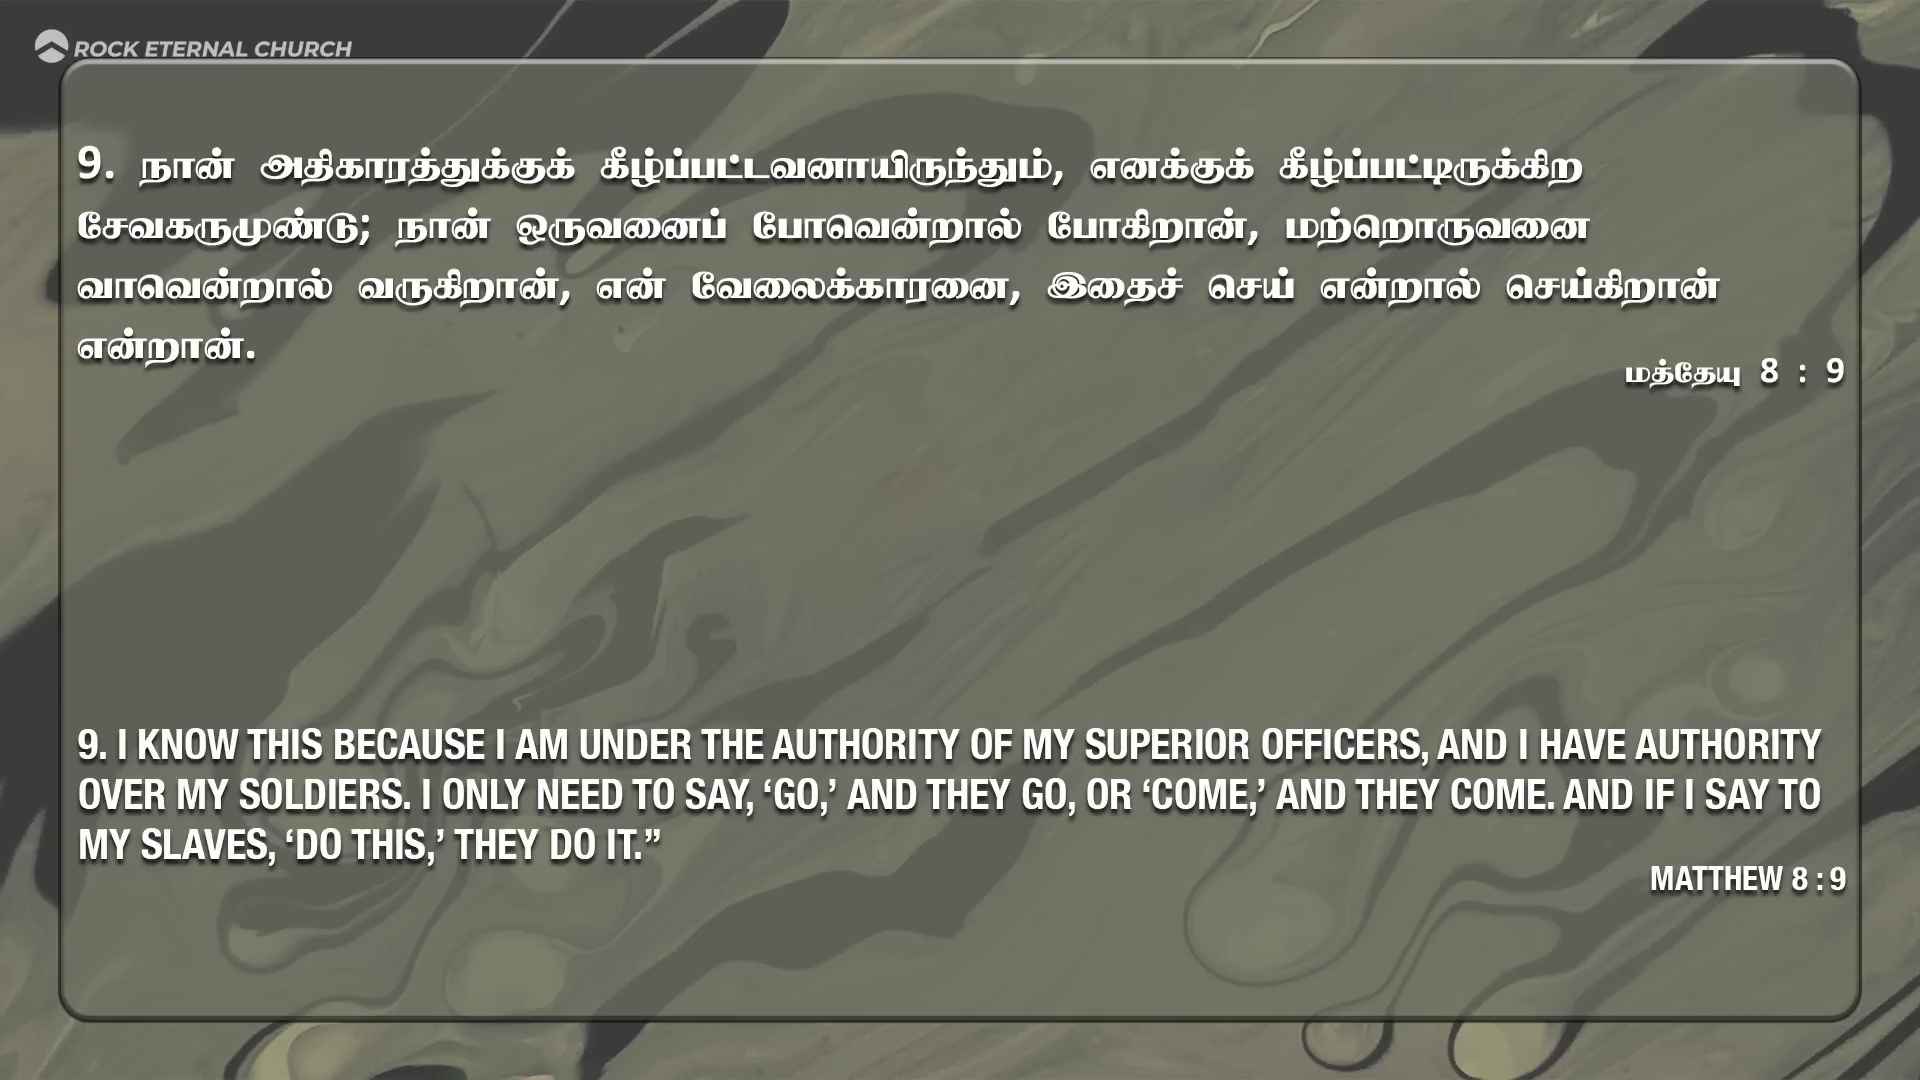 ROCK ETERNAL CHURCH
9. நான் அதிகாரத்துக்குக் கீழ்ப்பட்டவனாயிருந்தும், எனக்குக் கீழ்ப்பட்டிருக்கிற
சேவகருமுண்டு; நான் ஒருவனைப் போவென்றால் போகிறான், மற்றொருவனை
வாவென்றால் வருகிறான், என் வேலைக்காரனை, இதைச் செய் என்றால் செய்கிறான்
என்றான்.
மத்தேயு 8 : 9
9. I KNOW THIS BECAUSE I AM UNDER THE AUTHORITY OF MY SUPERIOR OFFICERS, AND I HAVE AUTHORITY
OVER MY SOLDIERS. I ONLY NEED TO SAY, ‘GO,’ AND THEY GO, OR ‘COME,’ AND THEY COME. AND IF I SAY TO
MY SLAVES, ‘DO THIS,’ THEY DO IT.”
MATTHEW 8 : 9